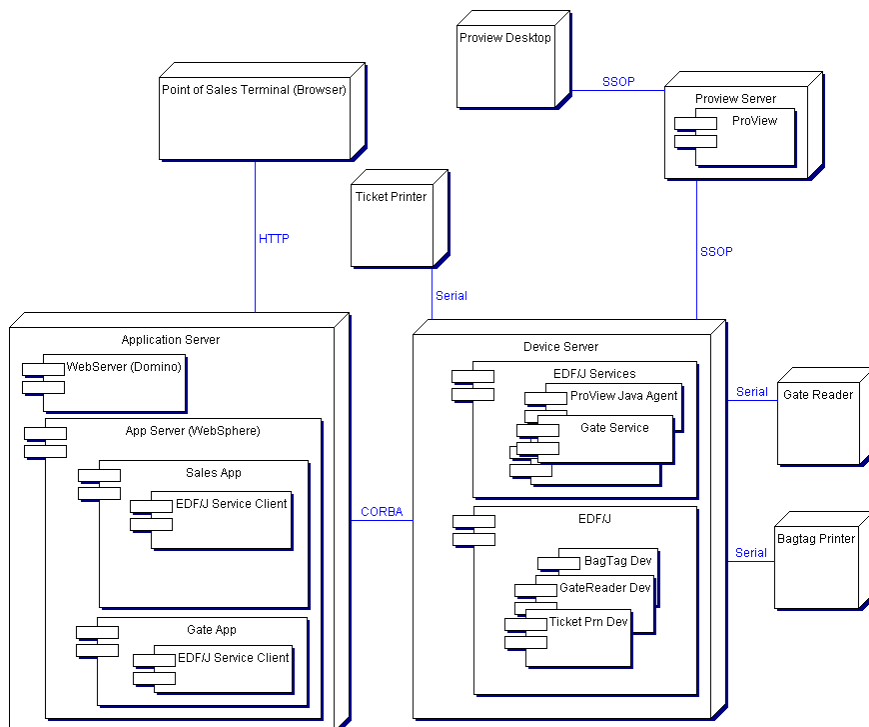 Proview Desktop
SSOP
Point of Sales Terminal (Browser)
Proview Server
ProView
Ticket Printer
HTTP
SSOP
Serial
Application Server
WebServer (Domino)
App Server (WebSphere)
Sales App
EDF/J Service Client
Gate App
EDF/J Service Client
CORBA
Device Server
EDF/J Services
ProView Java Agent
Gate Service
EDF/J
BagTag Dev
GateReader Dev
Ticket Prn Dev
Serial
Gate Reader
Serial
Bagtag Printer